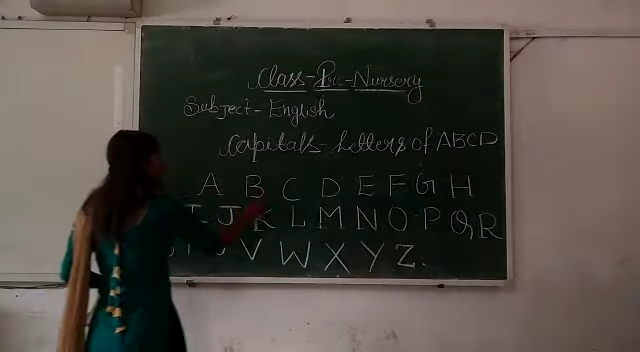 Class-Pre-Nursery
Subject-English
Capitals-Letters of ABCD
A B C D E F G H
I J K L M N O P Q R
V W X Y Z.